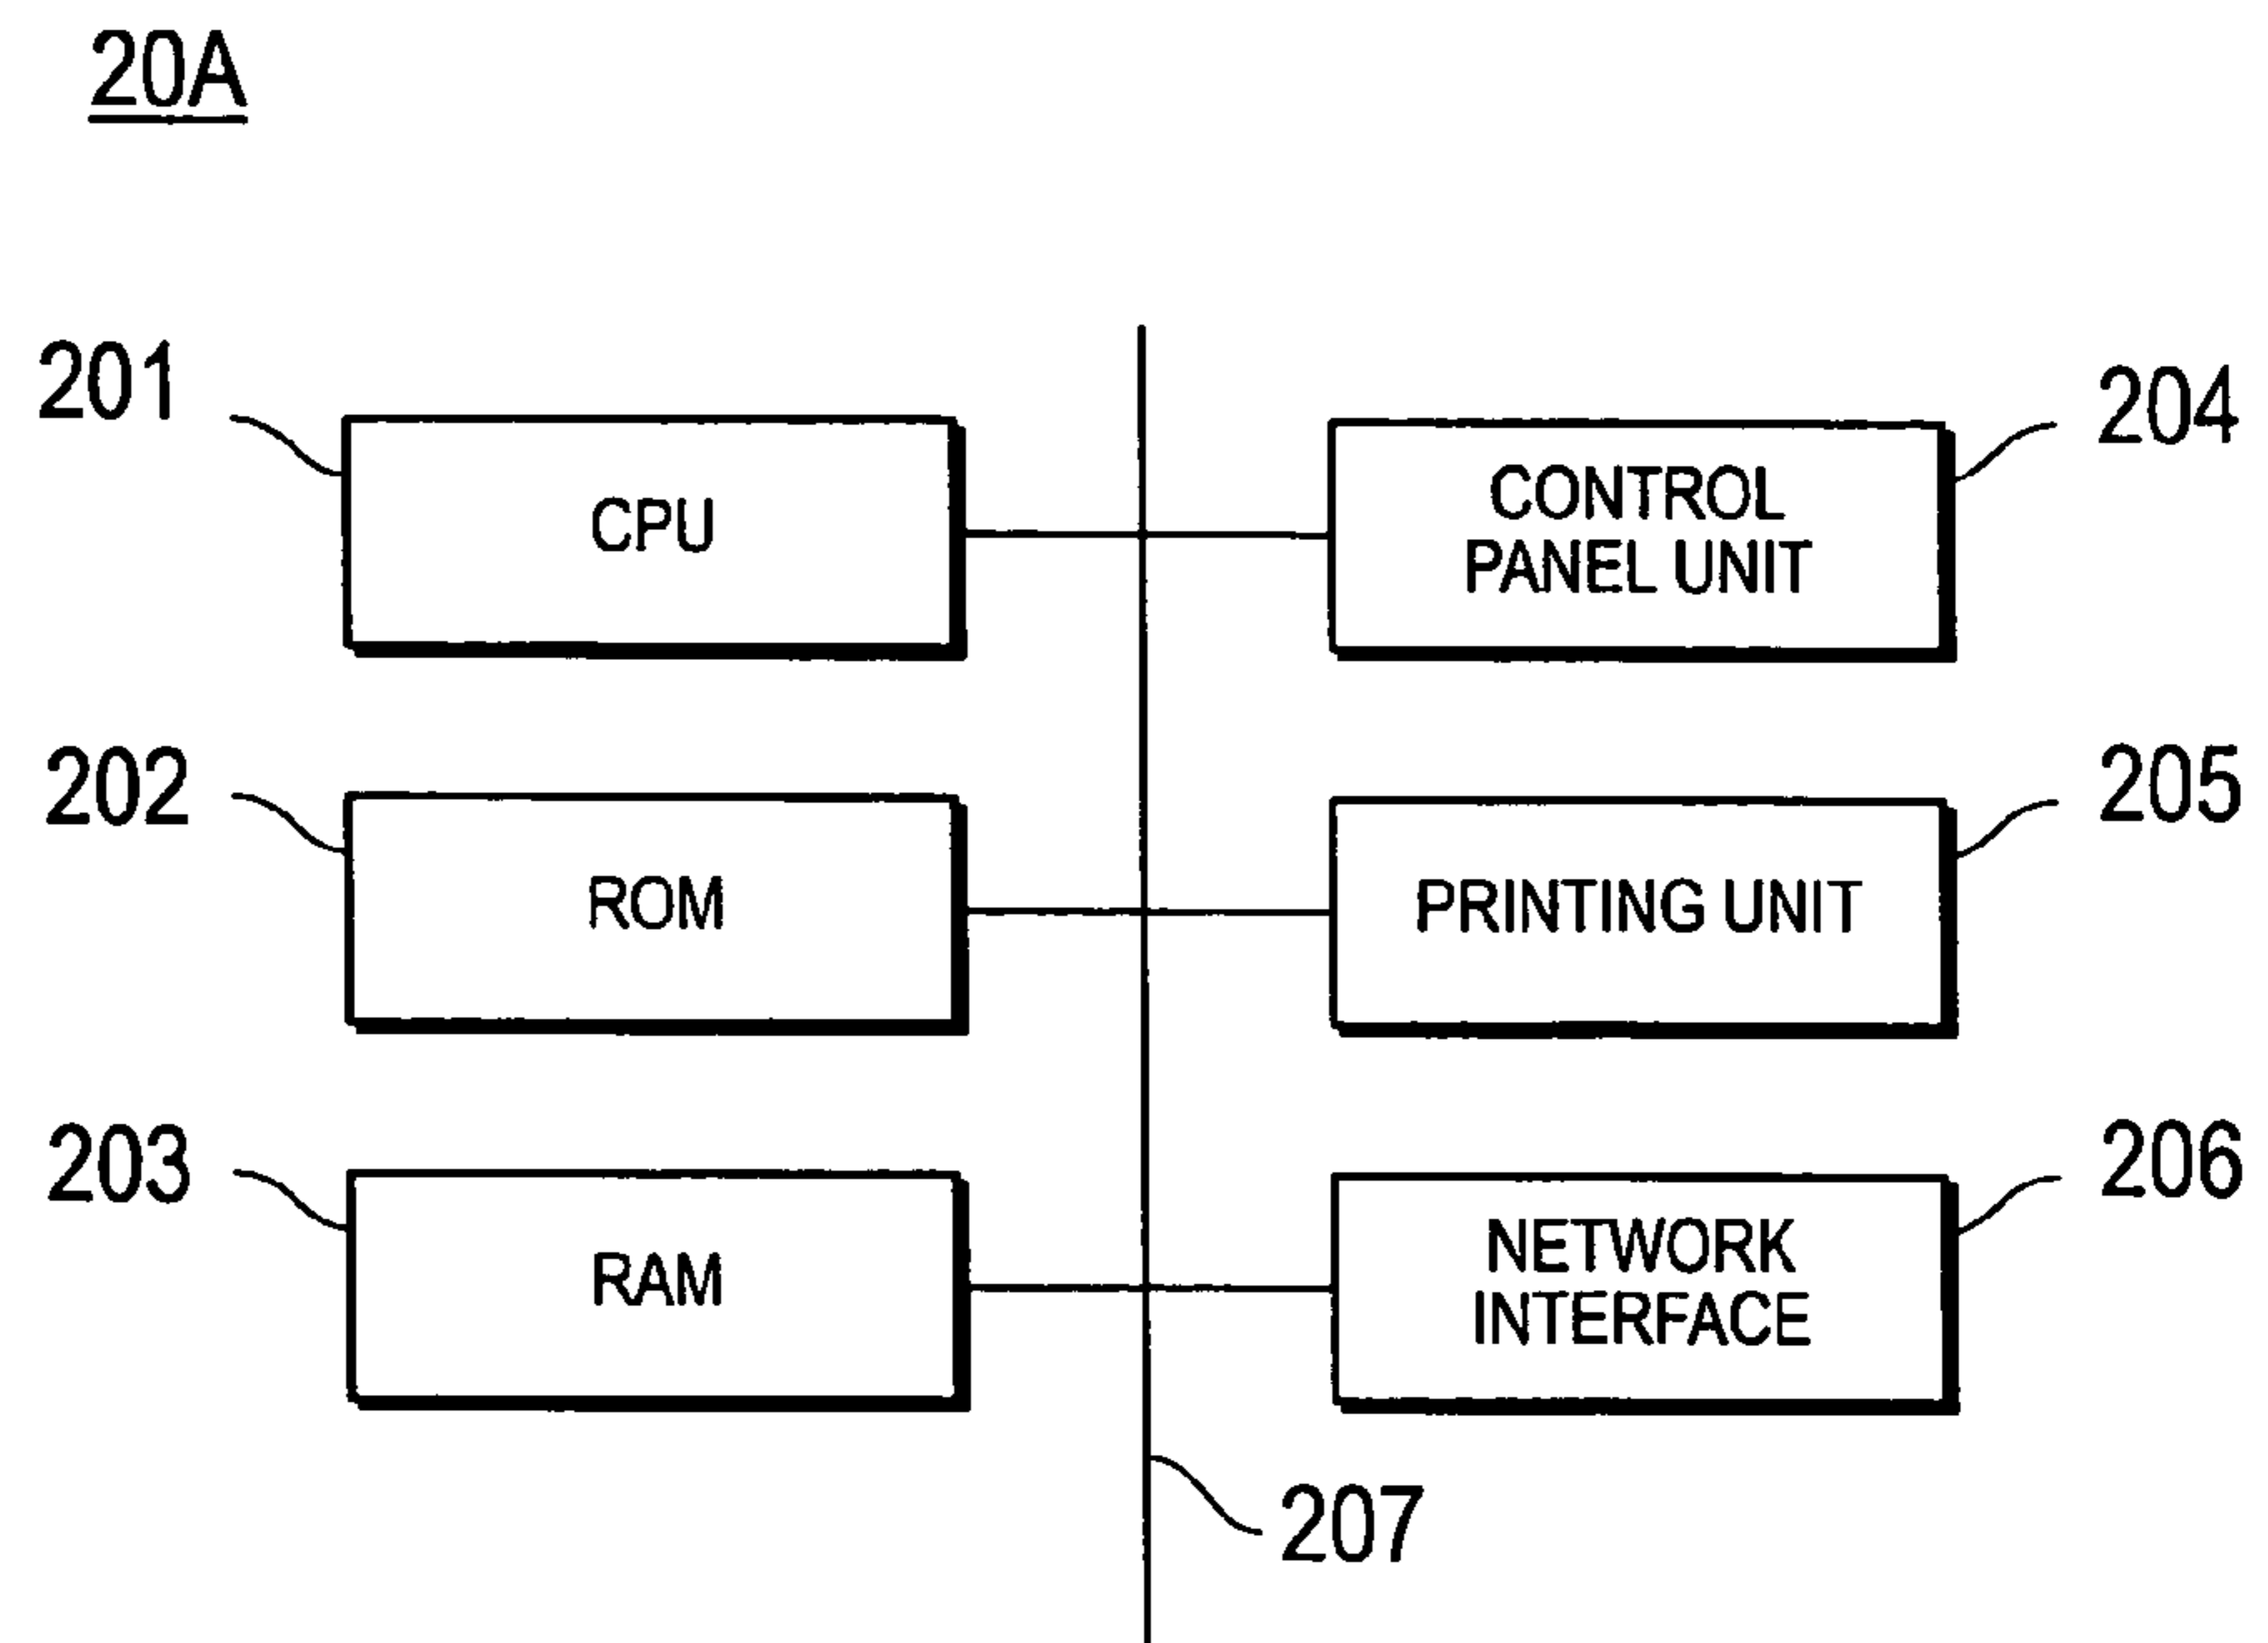 20A
201
CPU
204
CONTROL
PANEL UNIT
202
ROM
205
PRINTING UNIT
203
RAM
206
NETWORK
INTERFACE
207